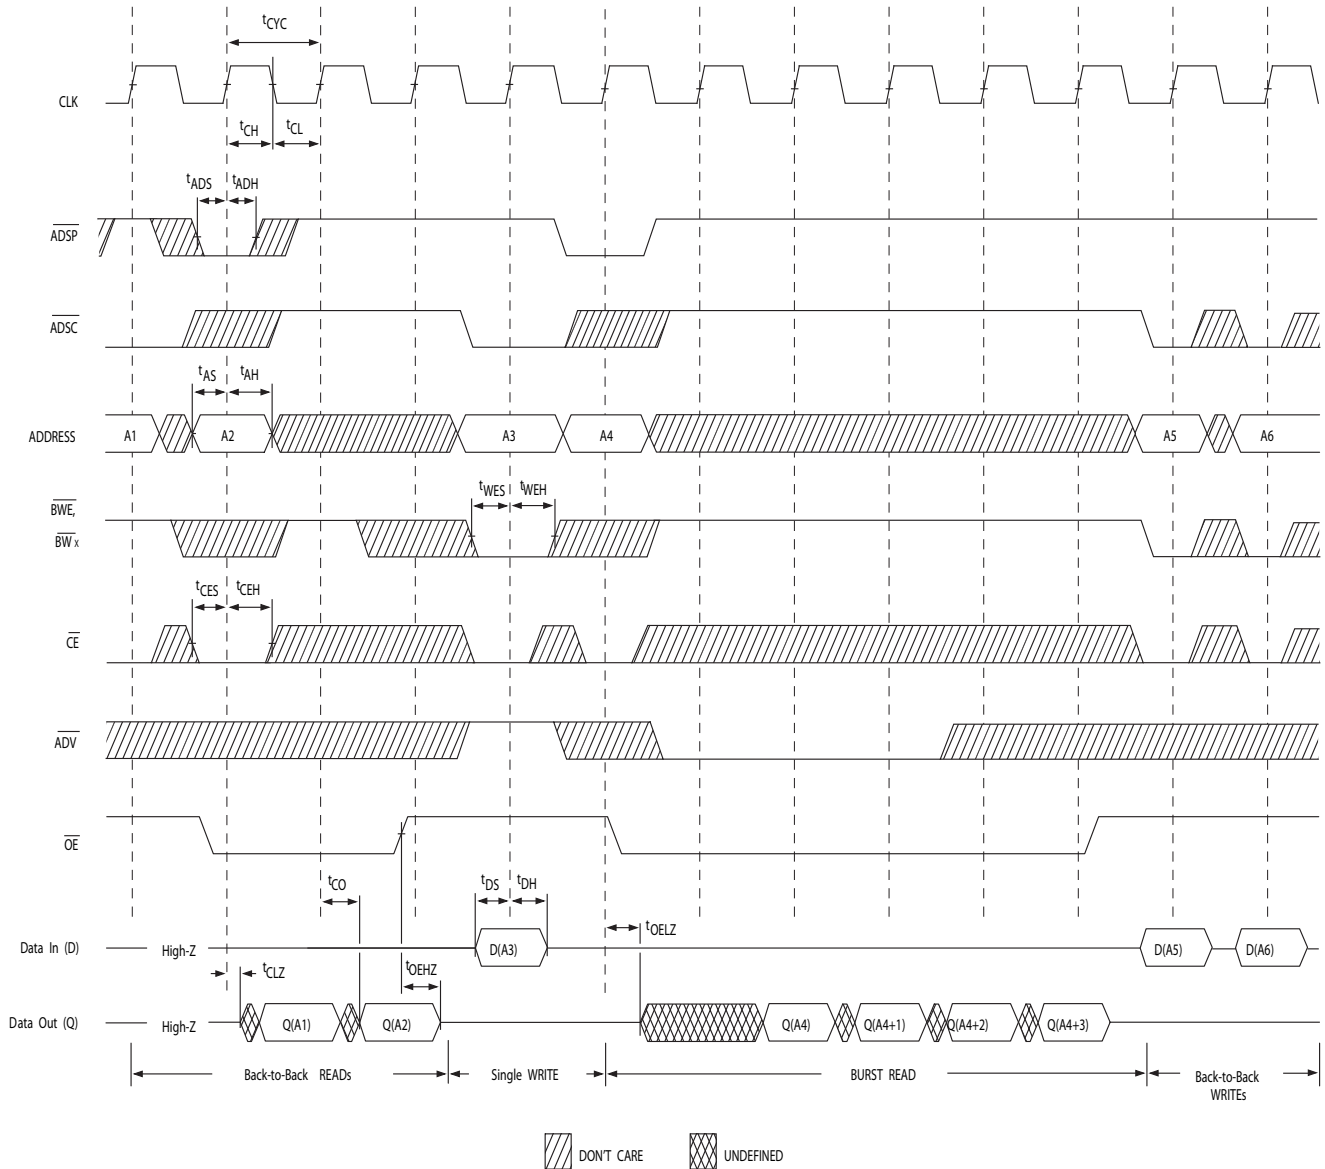 tCYC
CLK
tCH
tCL
tADS
tADH
ADSP
ADSC
tAS
tAH
ADDRESS
A1
A2
A3
A4
A5
A6
tWES
tWEH
BWE,
BW x
tCES
tCEH
CE
ADV
OE
tCO
tDS
tDH
tOELZ
Data In (D)
High-Z
D(A3)
D(A5)
D(A6)
tCLZ
tOEHZ
Data Out (Q)
High-Z
Q(A1)
Q(A2)
Q(A4)
Q(A4+1)
Q(A4+2)
Q(A4+3)
Back-to-Back READs
Single WRITE
BURST READ
Back-to-Back
WRITEs
DON'T CARE
UNDEFINED